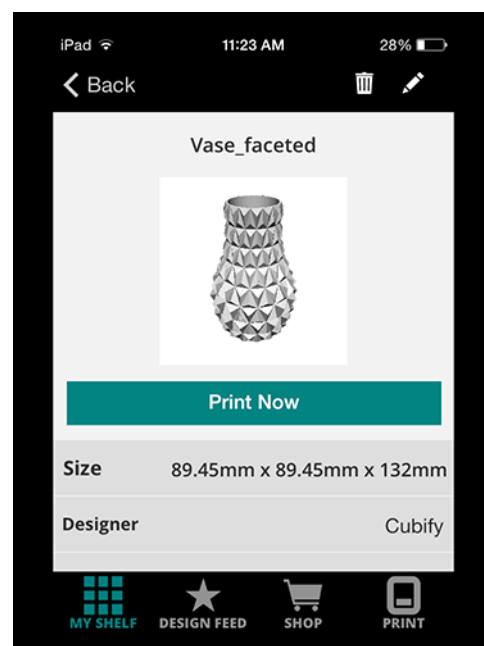 iPad 11:23 AM 28%
Back
Vase_faceted
Print Now
Size 89.45mm x 89.45mm x 132mm
Designer Cubify
MY SHELF DESIGN FEED SHOP PRINT